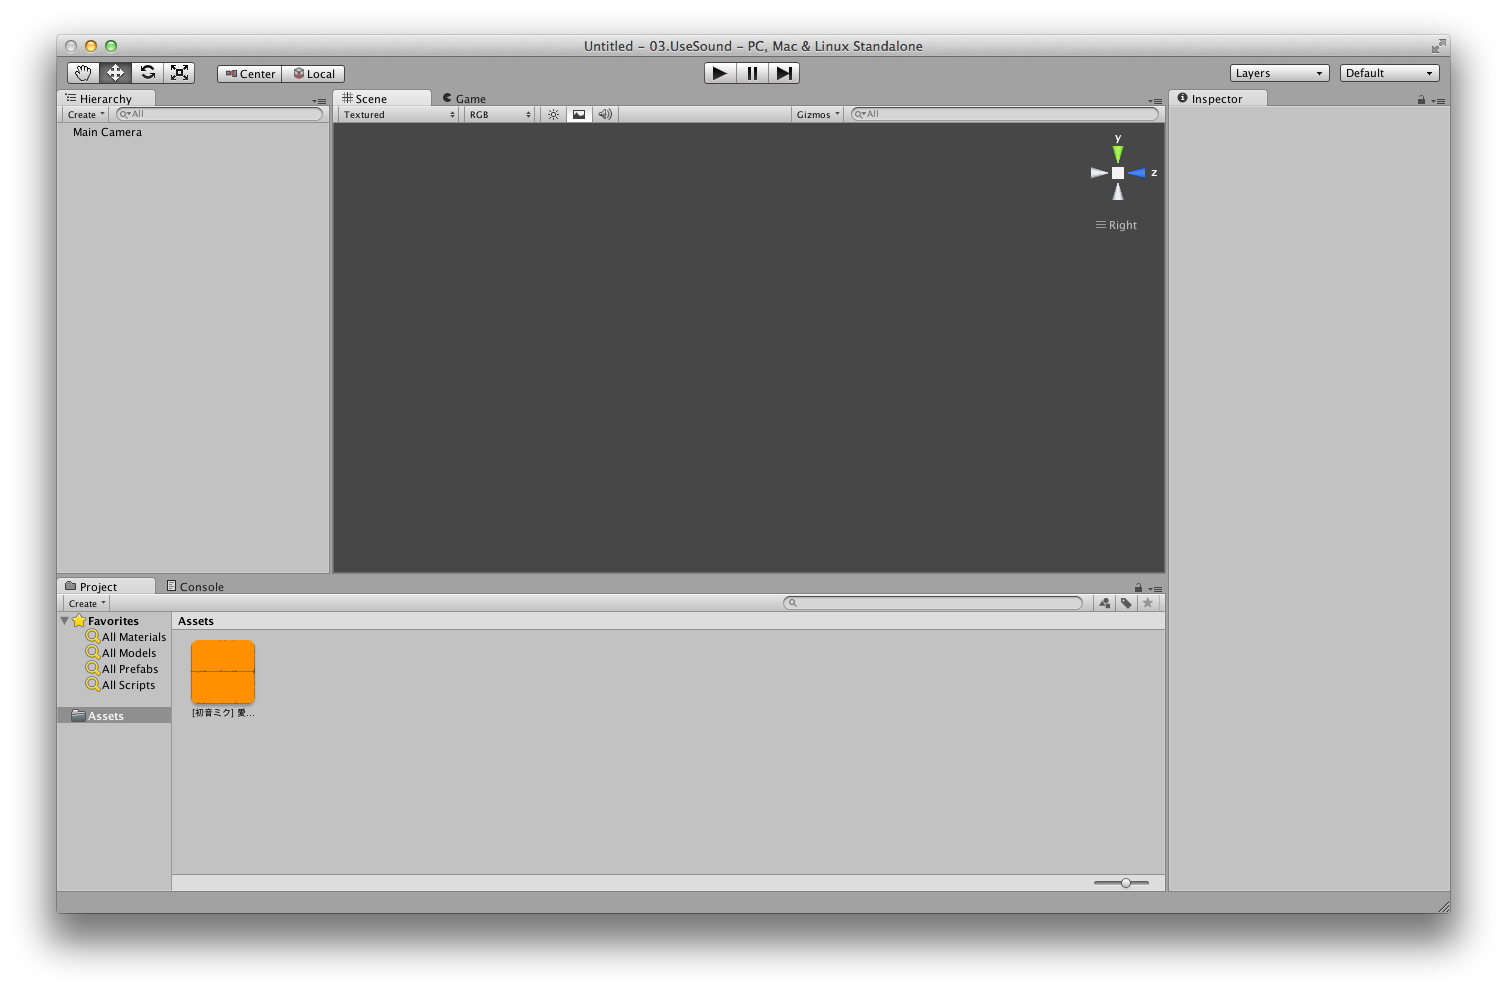 Untitled – 03.UseSound – PC, Mac & Linux Standalone
Center Local Layers Default
Hierarchy Scene Game Inspector
Create All Textured RGB Gizmos All
Main Camera
y
z
Right
Project Console
Create
Favorites Assets
All Materials
All Models
All Prefabs
All Scripts
[初音ミク] 愛...
Assets